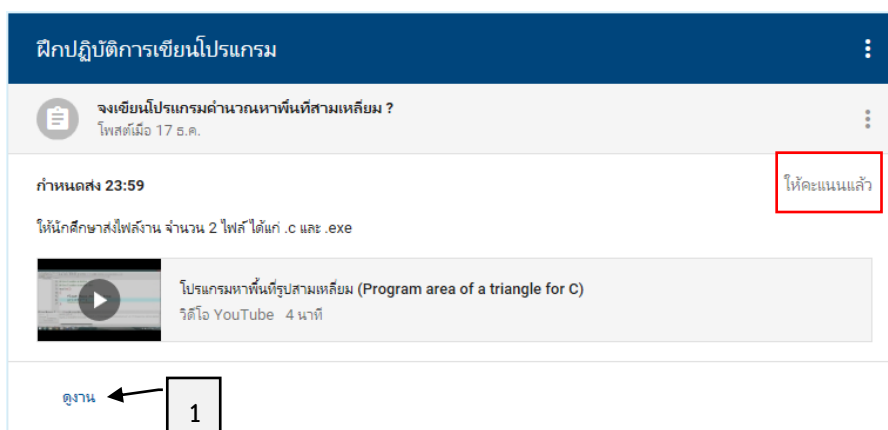 ฝึกปฏิบัติการเขียนโปรแกรม
จงเขียนโปรแกรมคำนวณหาพื้นที่สามเหลี่ยม ?
โพสต์เมื่อ 17 ธ.ค.
กำหนดส่ง 23:59
ให้คะแนนแล้ว
ให้นักศึกษาส่งไฟล์งาน จำนวน 2 ไฟล์ ได้แก่ .c และ .exe
โปรแกรมหาพื้นที่รูปสามเหลี่ยม (Program area of a triangle for C)
วิดีโอ YouTube 4 นาที
ดูงาน
1